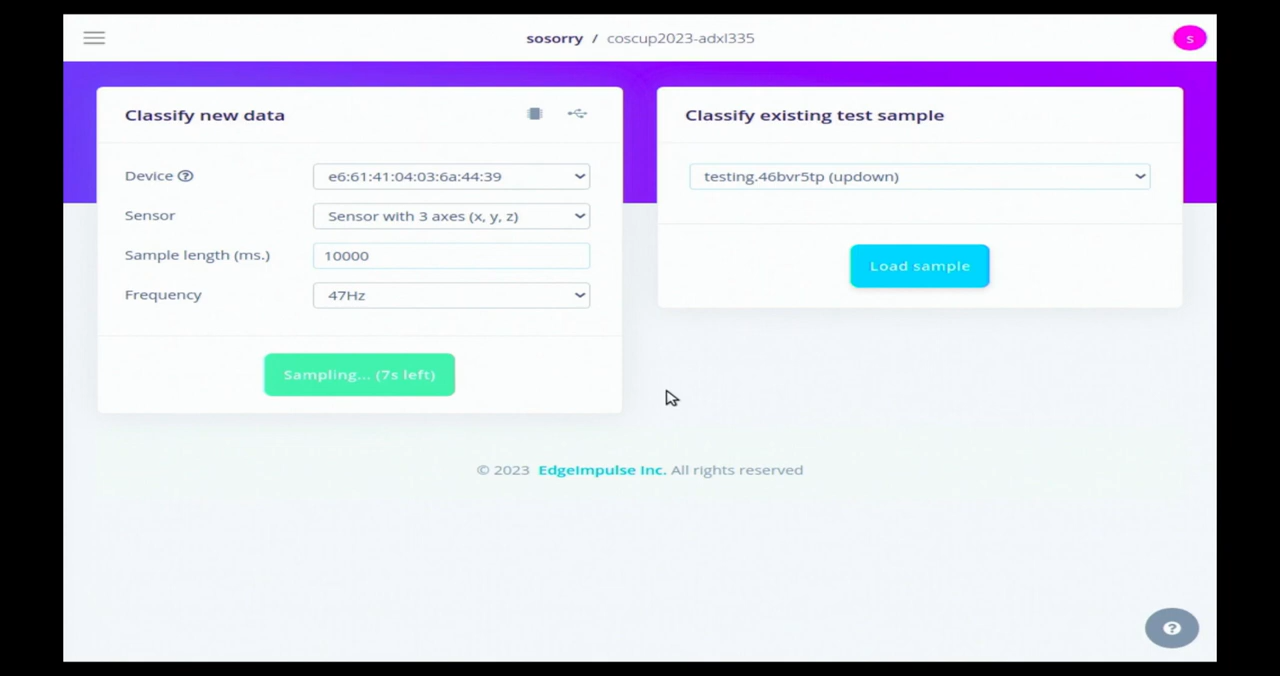 sosorry / coscup2023-adxl335
s
Classify new data
Device
e6:61:41:04:03:6a:44:39
Sensor
Sensor with 3 axes (x, y, z)
Sample length (ms.)
10000
Frequency
47Hz
Sampling... (7s left)
Classify existing test sample
testing.46bvr5tp (updown)
Load sample
© 2023 EdgeImpulse Inc. All rights reserved